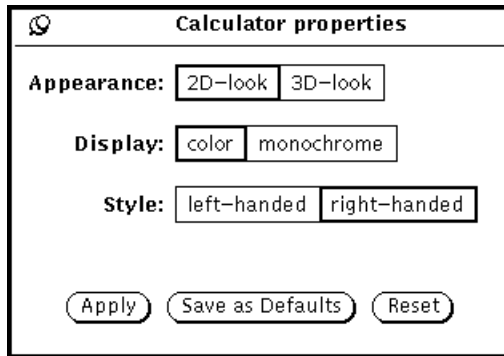 Calculator properties
Appearance: 2D-look 3D-look
Display: color monochrome
Style: left-handed right-handed
Apply Save as Defaults Reset